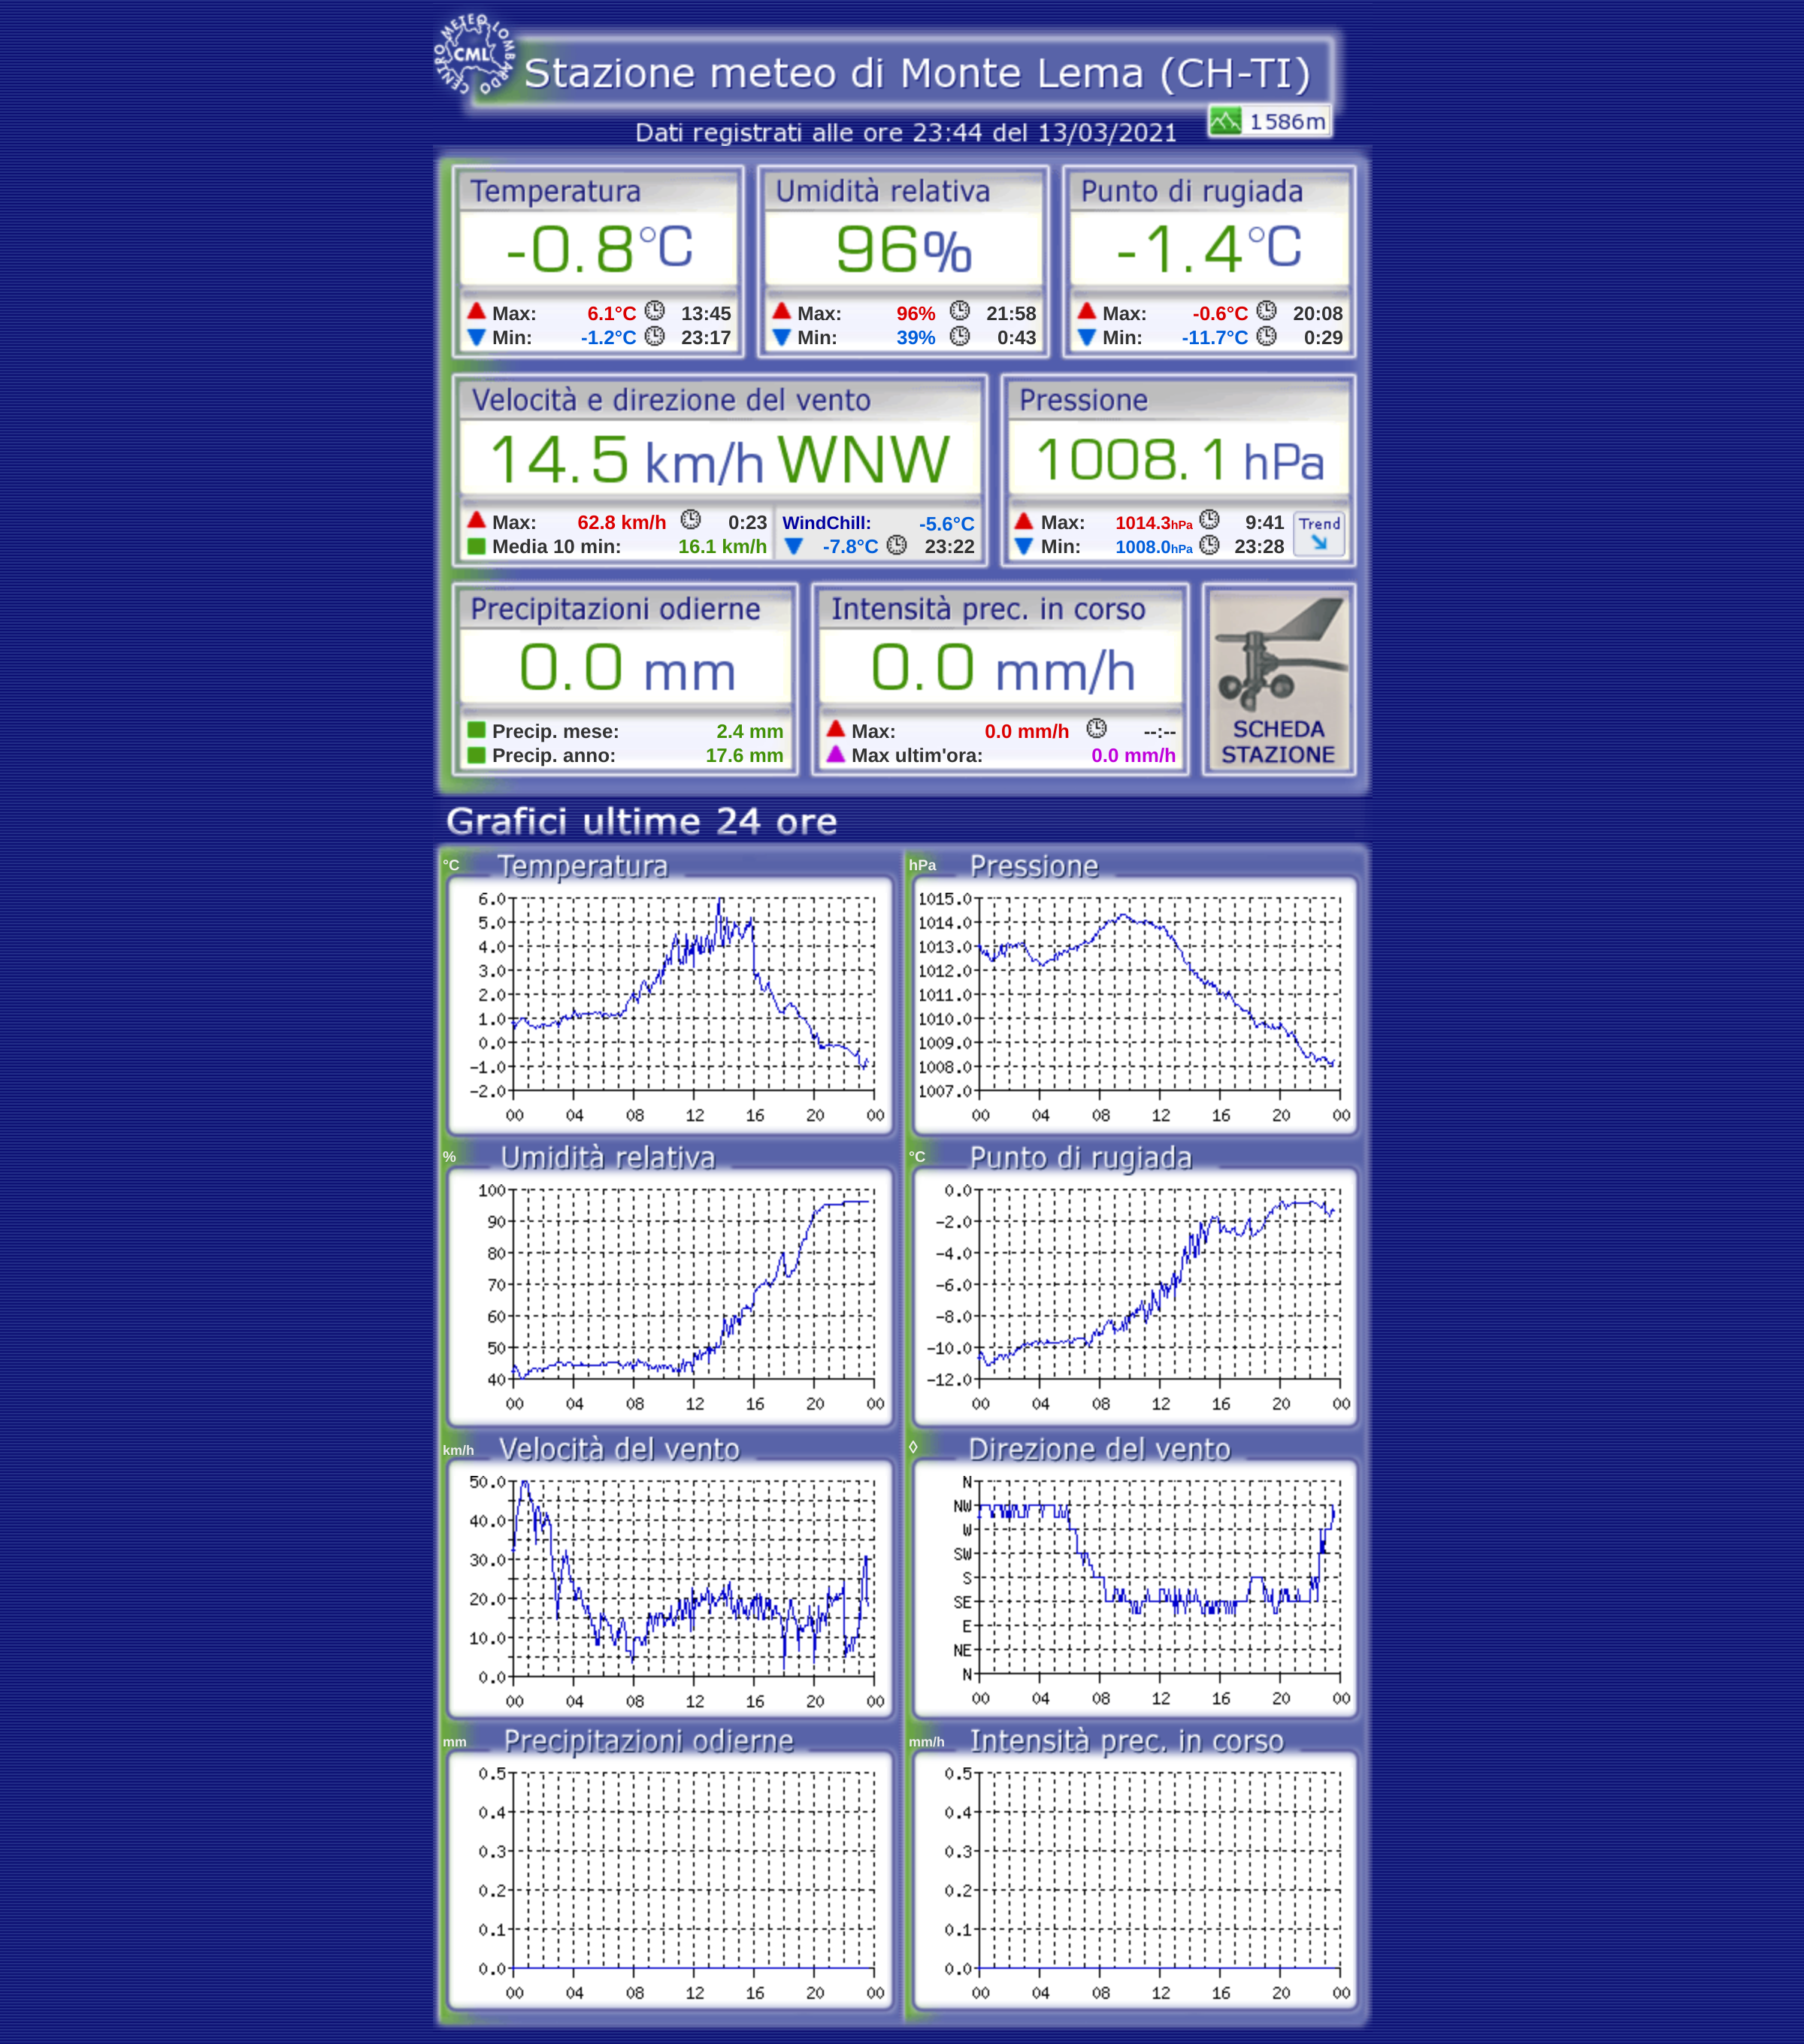 CENTRO METEO LOMBARDO
CML
Stazione meteo di Monte Lema (CH-TI)
1586m
Dati registrati alle ore 23:44 del 13/03/2021
Temperatura Umidità relativa Punto di rugiada
-0.8°C 96% -1.4°C
Max: 6.1°C 13:45 Max: 96% 21:58 Max: -0.6°C 20:08
Min: -1.2°C 23:17 Min: 39% 0:43 Min: -11.7°C 0:29
Velocità e direzione del vento Pressione
14.5 km/h WNW 1008.1 hPa
Max: 62.8 km/h 0:23 WindChill: -5.6°C Max: 1014.3hPa 9:41 Trend
Media 10 min: 16.1 km/h -7.8°C 23:22 Min: 1008.0hPa 23:28
Precipitazioni odierne Intensità prec. in corso
0.0 mm 0.0 mm/h
Precip. mese: 2.4 mm Max: 0.0 mm/h --:-- SCHEDA
Precip. anno: 17.6 mm Max ultim'ora: 0.0 mm/h STAZIONE
Grafici ultime 24 ore
°C Temperatura
6.0
5.0
4.0
3.0
2.0
1.0
0.0
-1.0
-2.0
00 04 08 12 16 20 00
hPa Pressione
1015.0
1014.0
1013.0
1012.0
1011.0
1010.0
1009.0
1008.0
1007.0
00 04 08 12 16 20 00
% Umidità relativa
100
90
80
70
60
50
40
00 04 08 12 16 20 00
°C Punto di rugiada
0.0
-2.0
-4.0
-6.0
-8.0
-10.0
-12.0
00 04 08 12 16 20 00
km/h Velocità del vento
50.0
40.0
30.0
20.0
10.0
0.0
00 04 08 12 16 20 00
◊ Direzione del vento
N
NW
W
SW
S
SE
E
NE
N
00 04 08 12 16 20 00
mm Precipitazioni odierne
0.5
0.4
0.3
0.2
0.1
0.0
00 04 08 12 16 20 00
mm/h Intensità prec. in corso
0.5
0.4
0.3
0.2
0.1
0.0
00 04 08 12 16 20 00